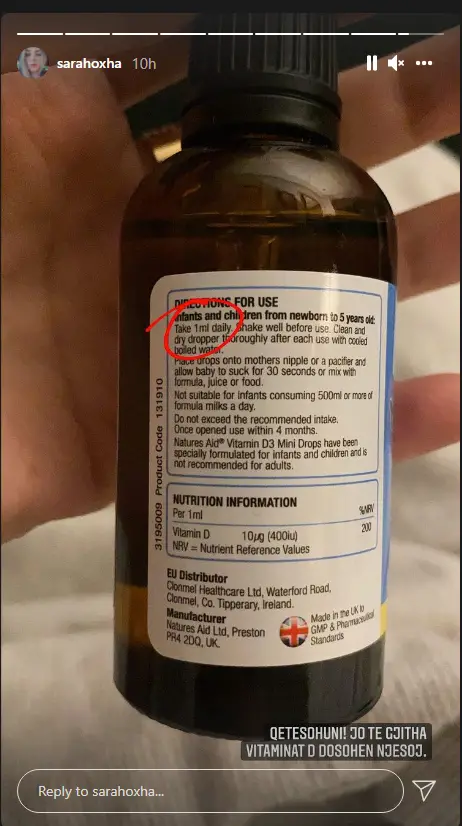 sarahoxha 10h
DIRECTIONS FOR USE
Infants and children from newborn to 5 years old:
Take 1ml daily, shake well before use. Clean and
dry dropper thoroughly after each use with cooled
boiled water.
Place drops onto mothers nipple or a pacifier and
allow baby to suck for 30 seconds or mix with
formula, juice or food.
Not suitable for infants consuming 500ml or more of
formula milks a day.
Do not exceed the recommended intake.
Once opened use within 4 months.
Natures Aid® Vitamin D3 Mini Drops have been
specially formulated for infants and children and is
not recommended for adults.
3195009 Product Code 131910
NUTRITION INFORMATION
Per 1ml %NRV
Vitamin D 10µg (400iu) 200
NRV = Nutrient Reference Values
EU Distributor
Clonmel Healthcare Ltd, Waterford Road,
Clonmel, Co. Tipperary, Ireland.
Manufacturer
Natures Aid Ltd, Preston
PR4 2DQ, UK.
Made in the UK to
GMP & Pharmaceutical
Standards
QETESOHUNI! JO TE GJITHA
VITAMINAT D DOSOHEN NJESOJ.
Reply to sarahoxha...